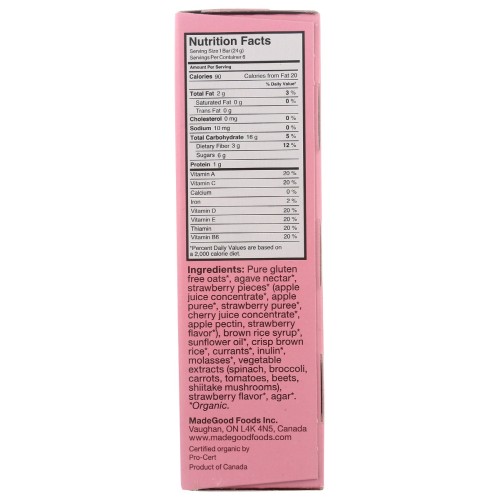 Nutrition Facts
Serving Size 1 Bar (24 g)
Servings Per Container 6
Amount Per Serving
Calories 90 Calories from Fat 20
% Daily Value*
Total Fat 2 g 3 %
Saturated Fat 0 g 0 %
Trans Fat 0 g
Cholesterol 0 mg 0 %
Sodium 10 mg 0 %
Total Carbohydrate 18 g 5 %
Dietary Fiber 3 g 12 %
Sugars 6 g
Protein 1 g
Vitamin A 20 %
Vitamin C 20 %
Calcium 0 %
Iron 2 %
Vitamin D 20 %
Vitamin E 20 %
Thiamin 20 %
Vitamin B6 20 %
*Percent Daily Values are based on
a 2,000 calorie diet.
Ingredients: Pure gluten
free oats*, agave nectar*,
strawberry pieces* (apple
juice concentrate*, apple
puree*, strawberry puree*,
cherry juice concentrate*,
apple pectin, strawberry
flavor*), brown rice syrup*,
sunflower oil*, crisp brown
rice*, currants*, inulin*,
molasses*, vegetable
extracts (spinach, broccoli,
carrots, tomatoes, beets,
shiitake mushrooms),
strawberry flavor*, agar*.
*Organic.
MadeGood Foods Inc.
Vaughan, ON L4K 4N5, Canada
www.madegoodfoods.com
Certified organic by
Pro-Cert
Product of Canada